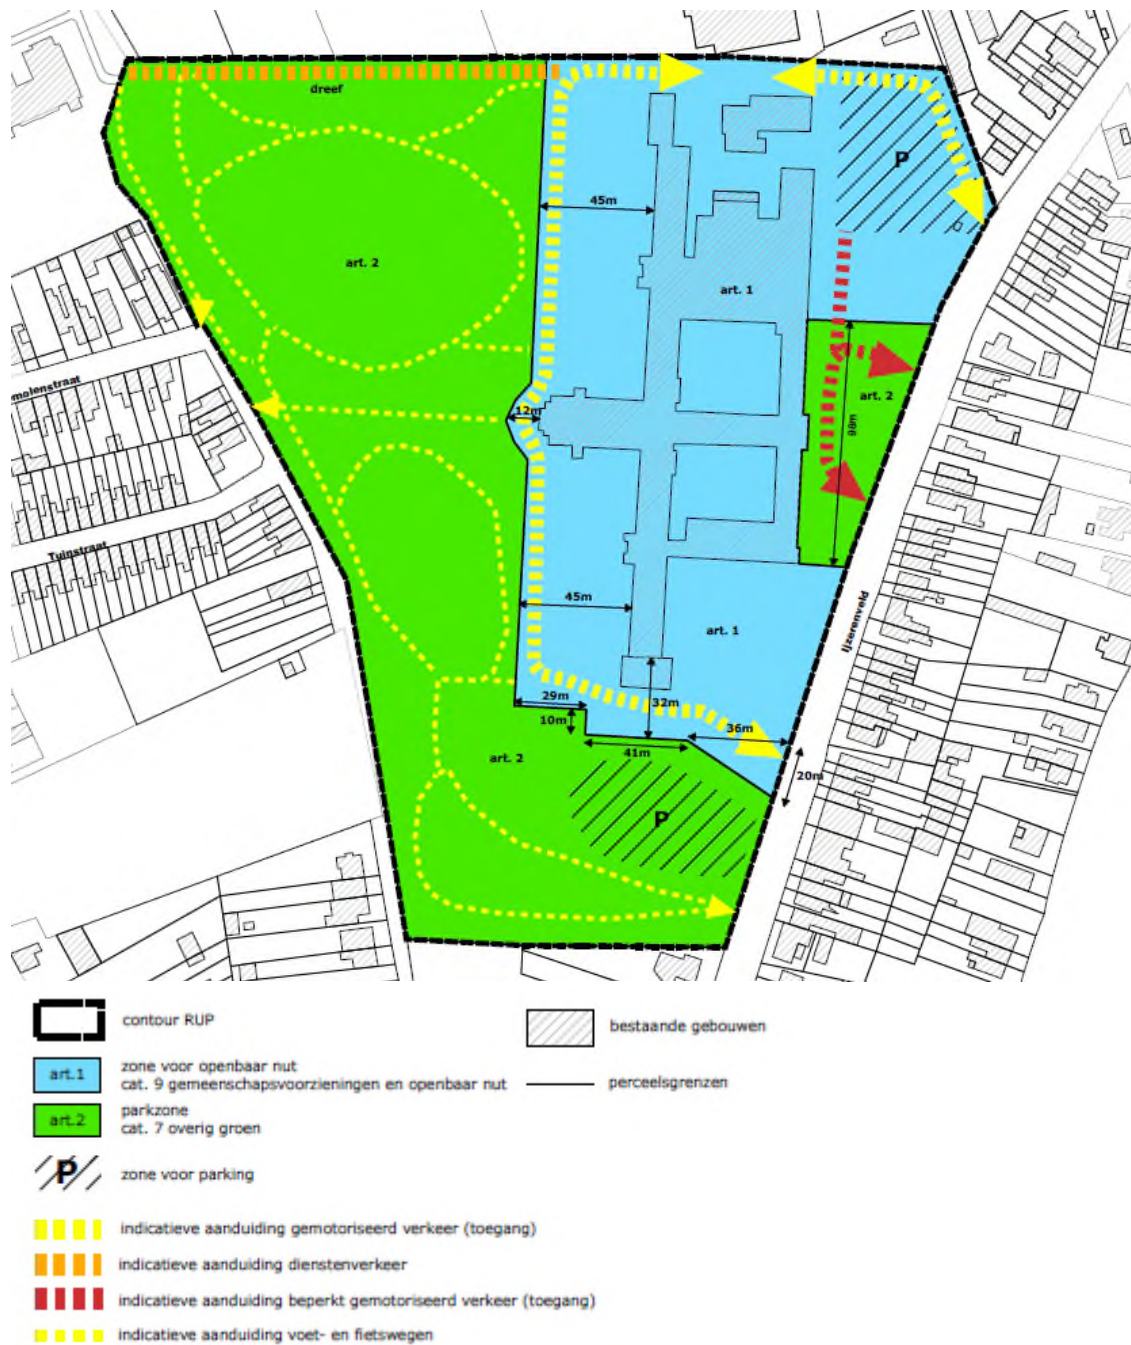 dreef
P
45m
art. 2
art. 1
molenstraat
12m
art. 2
98m
Tuinstraat
45m
art. 1
Ijzerenveld
29m
32m
10m
36m
41m
art. 2
20m
P
contour RUP
bestaande gebouwen
art.1
zone voor openbaar nut
cat. 9 gemeenschapsvoorzieningen en openbaar nut
perceelsgrenzen
art.2
parkzone
cat. 7 overig groen
P
zone voor parking
indicatieve aanduiding gemotoriseerd verkeer (toegang)
indicatieve aanduiding dienstenverkeer
indicatieve aanduiding beperkt gemotoriseerd verkeer (toegang)
indicatieve aanduiding voet- en fietswegen